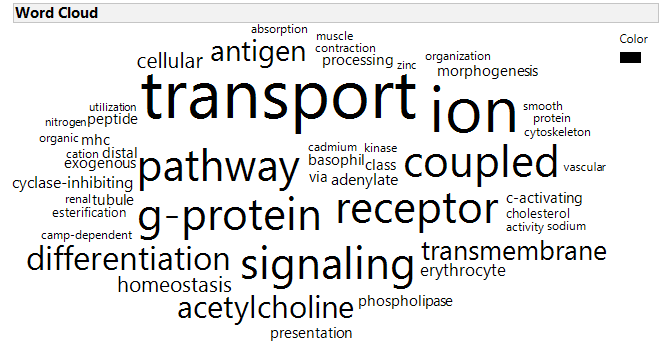 Word Cloud
Color
absorption
muscle
contraction
antigen
cellular
processing
zinc
organization
morphogenesis
transport
ion
utilization
nitrogen
peptide
smooth
protein
cytoskeleton
organic
mhc
cation
distal
exogenous
pathway
cadmium
kinase
basophil
class
via
adenylate
coupled
vascular
cyclase-inhibiting
renal
tubule
esterification
g-protein
receptor
c-activating
cholesterol
activity
sodium
camp-dependent
differentiation
signaling
transmembrane
erythrocyte
homeostasis
acetylcholine
phospholipase
presentation